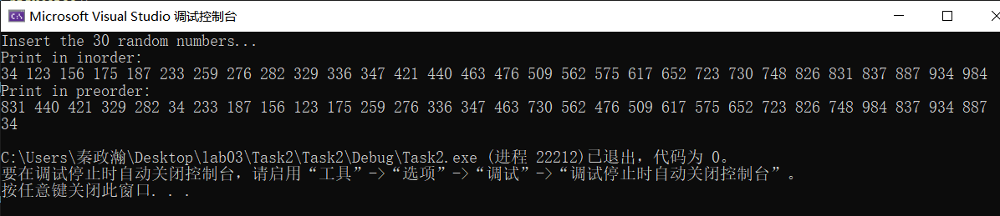 Microsoft Visual Studio 调试控制台
Insert the 30 random numbers...
Print in inorder:
34 123 156 175 187 233 259 276 282 329 336 347 421 440 463 476 509 562 575 617 652 723 730 748 826 831 837 887 934 984
Print in preorder:
831 440 421 329 282 34 233 187 156 123 175 259 276 336 347 463 730 562 476 509 617 575 652 723 826 748 984 837 934 887
34
C:\Users\秦政瀚\Desktop\lab03\Task2\Task2\Debug\Task2.exe (进程 22212)已退出，代码为 0。
要在调试停止时自动关闭控制台，请启用“工具”->“选项”->“调试”->“调试停止时自动关闭控制台”。
按任意键关闭此窗口. . .